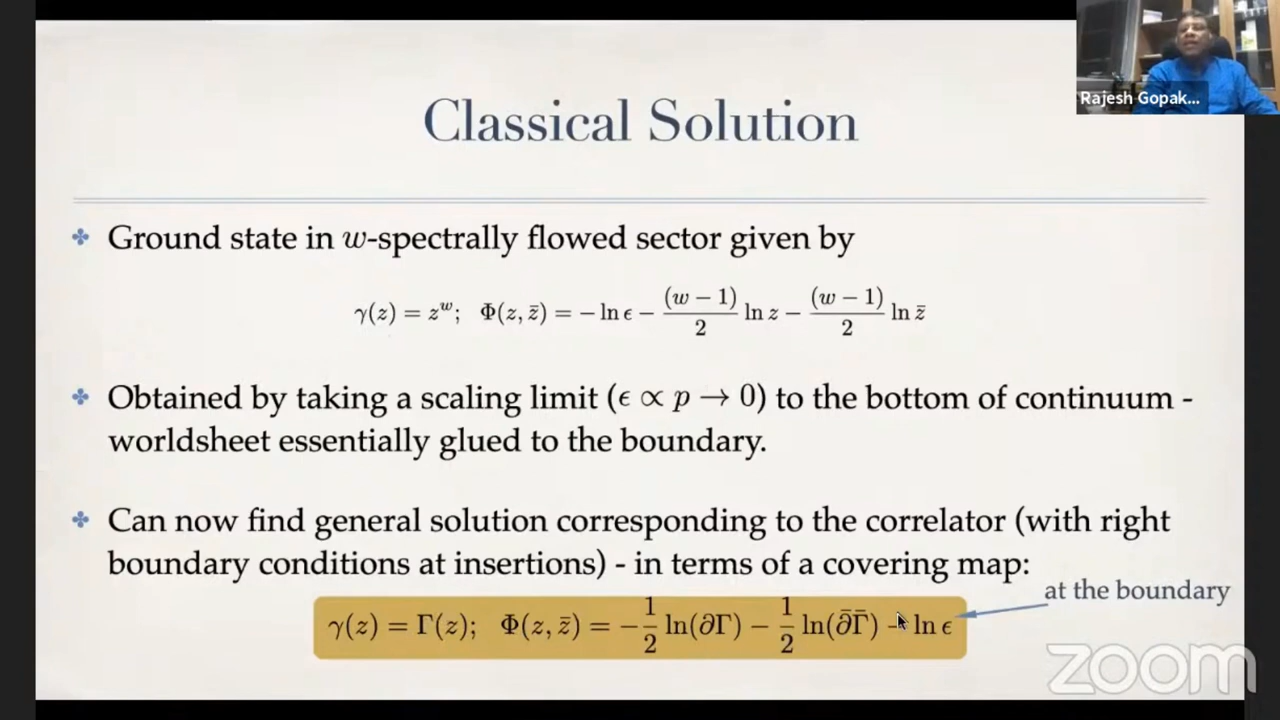 Rajesh Gopak...
Classical Solution
Ground state in w-spectrally flowed sector given by
γ(z) = z^w; Φ(z, z̄) = − ln ϵ − (w − 1)/2 ln z − (w − 1)/2 ln z̄
Obtained by taking a scaling limit (ϵ ∝ p → 0) to the bottom of continuum -
worldsheet essentially glued to the boundary.
Can now find general solution corresponding to the correlator (with right
boundary conditions at insertions) - in terms of a covering map:
at the boundary
γ(z) = Γ(z); Φ(z, z̄) = −1/2 ln(∂Γ) − 1/2 ln(∂̄Γ̄) − ln ϵ
zoom